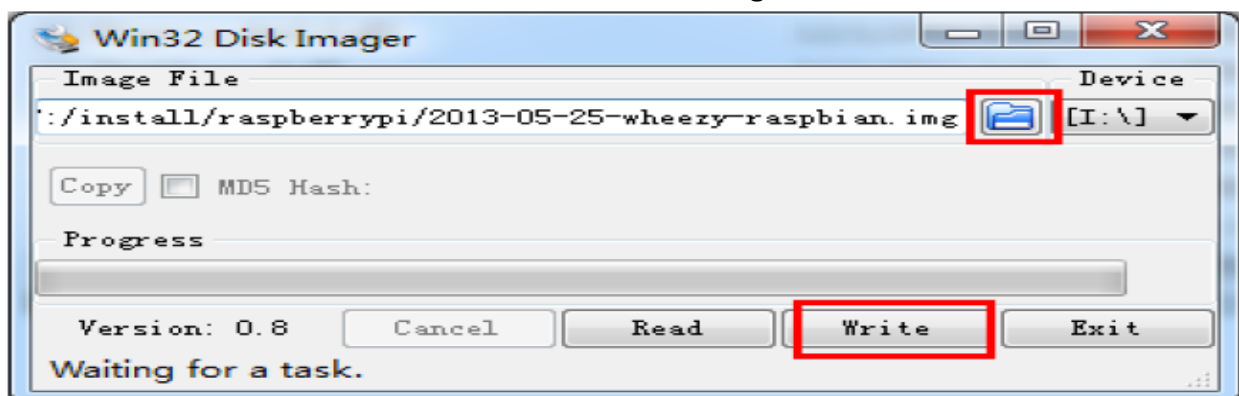 Win32 Disk Imager
Image File
Device
:/install/raspberrypi/2013-05-25-wheezy-raspbian.img
[I:\]
Copy
MD5 Hash:
Progress
Version: 0.8
Cancel
Read
Write
Exit
Waiting for a task.